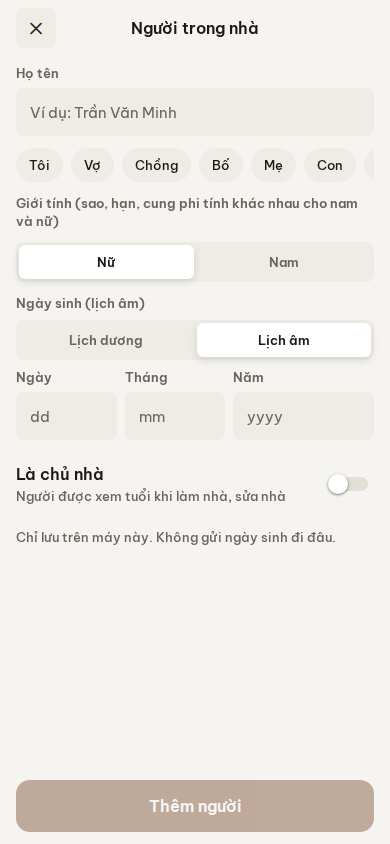 Người trong nhà
Họ tên
Ví dụ: Trần Văn Minh
Tôi
Vợ
Chồng
Bố
Mẹ
Con
Giới tính (sao, hạn, cung phi tính khác nhau cho nam
và nữ)
Nữ
Nam
Ngày sinh (lịch âm)
Lịch dương
Lịch âm
Ngày
Tháng
Năm
dd
mm
yyyy
Là chủ nhà
Người được xem tuổi khi làm nhà, sửa nhà
Chỉ lưu trên máy này. Không gửi ngày sinh đi đâu.
Thêm người